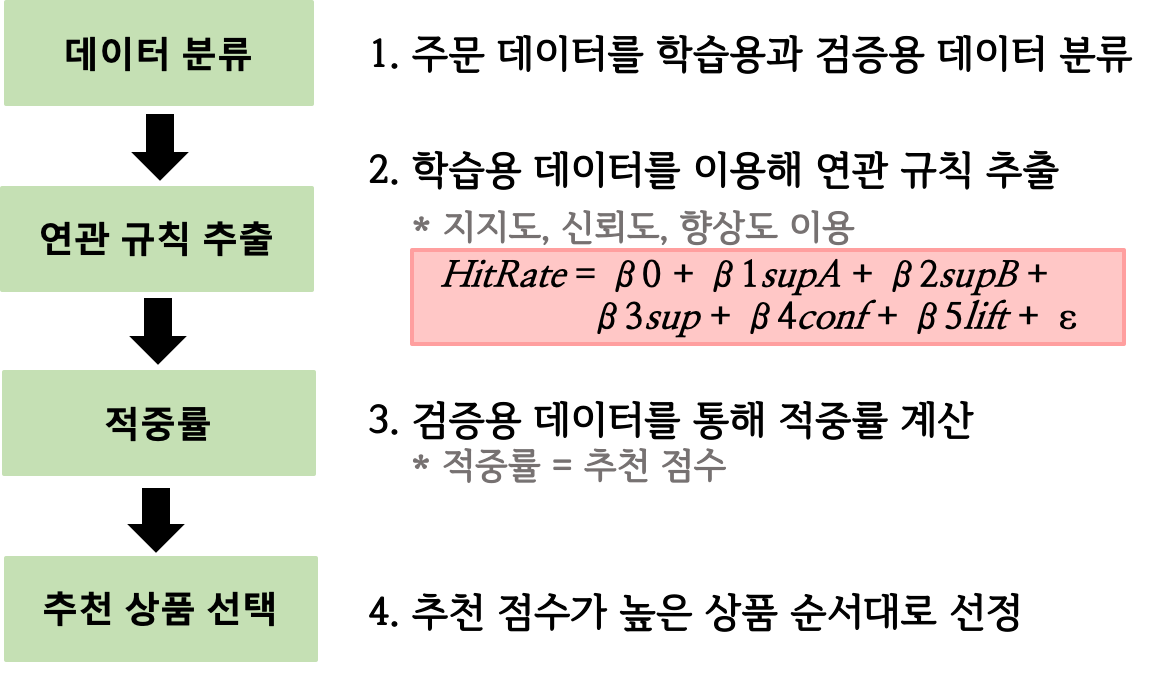 데이터 분류
1. 주문 데이터를 학습용과 검증용 데이터 분류
연관 규칙 추출
2. 학습용 데이터를 이용해 연관 규칙 추출
* 지지도, 신뢰도, 향상도 이용
HitRate = β0 + β1supA + β2supB +
β3sup + β4conf + β5lift + ε
적중률
3. 검증용 데이터를 통해 적중률 계산
* 적중률 = 추천 점수
추천 상품 선택
4. 추천 점수가 높은 상품 순서대로 선정